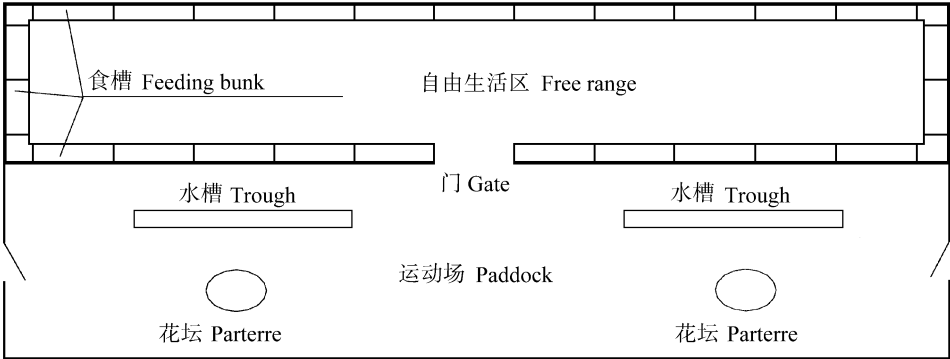 食槽 Feeding bunk
自由生活区 Free range
门 Gate
水槽 Trough
水槽 Trough
运动场 Paddock
花坛 Parterre
花坛 Parterre